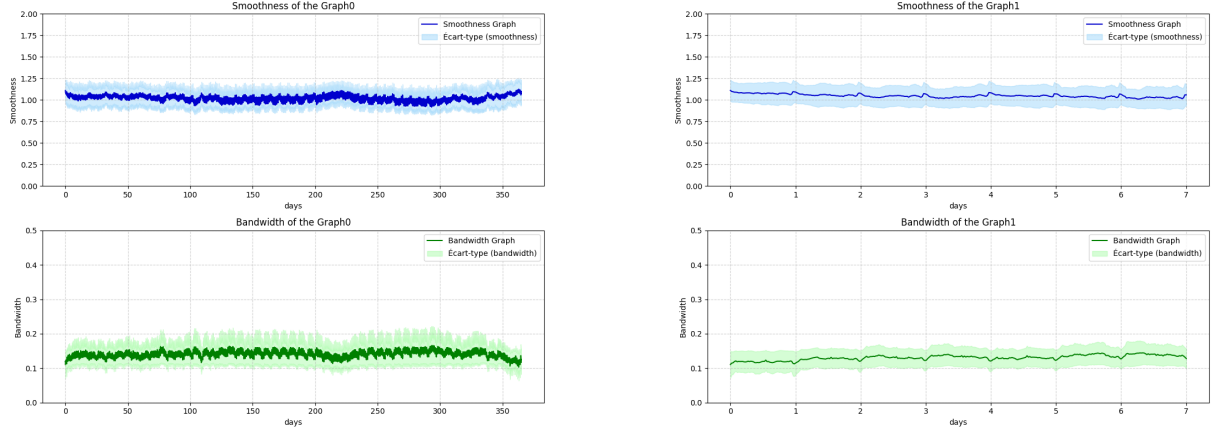 Smoothness of the Graph0
2.00
1.75
1.50
1.25
1.00
0.75
0.50
0.25
0.00
Smoothness
Smoothness Graph
Écart-type (smoothness)
0 50 100 150 200 250 300 350
days
Smoothness of the Graph1
2.00
1.75
1.50
1.25
1.00
0.75
0.50
0.25
0.00
Smoothness
Smoothness Graph
Écart-type (smoothness)
0 1 2 3 4 5 6 7
days
Bandwidth of the Graph0
0.5
0.4
0.3
0.2
0.1
0.0
Bandwidth
Bandwidth Graph
Écart-type (bandwidth)
0 50 100 150 200 250 300 350
days
Bandwidth of the Graph1
0.5
0.4
0.3
0.2
0.1
0.0
Bandwidth
Bandwidth Graph
Écart-type (bandwidth)
0 1 2 3 4 5 6 7
days